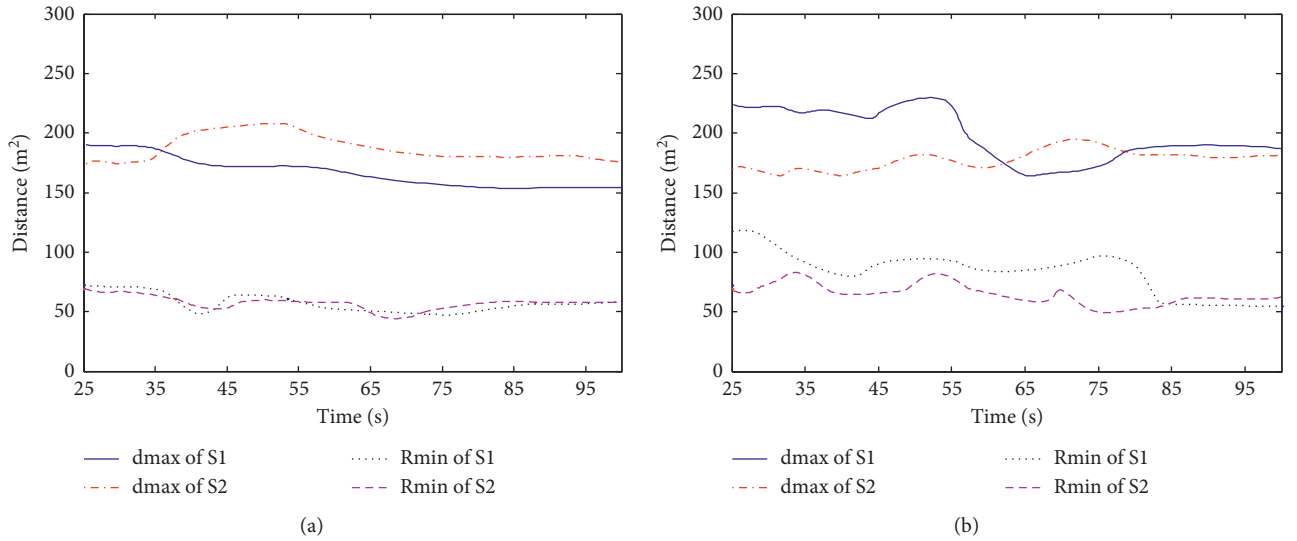 300
250
200
150
100
50
0
Distance (m²)
25 35 45 55 65 75 85 95
Time (s)
dmax of S1
dmax of S2
Rmin of S1
Rmin of S2
(a)
300
250
200
150
100
50
0
Distance (m²)
25 35 45 55 65 75 85 95
Time (s)
dmax of S1
dmax of S2
Rmin of S1
Rmin of S2
(b)